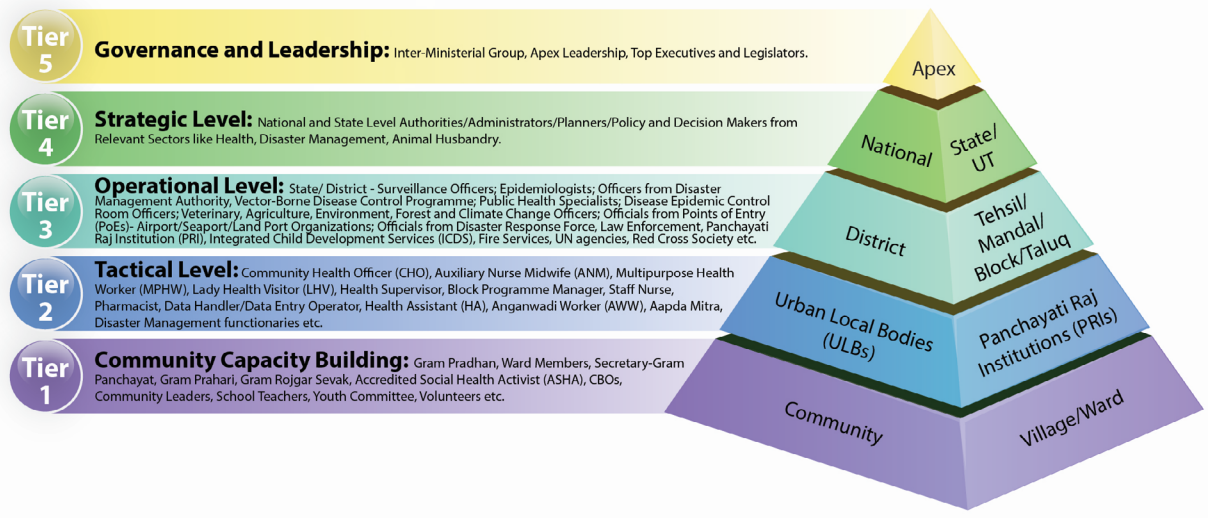 Tier
5
Governance and Leadership: Inter-Ministerial Group, Apex Leadership, Top Executives and Legislators.
Apex
Tier
4
Strategic Level: National and State Level Authorities/Administrators/Planners/Policy and Decision Makers from
Relevant Sectors like Health, Disaster Management, Animal Husbandry.
National
State/
UT
Tier
3
Operational Level: State/ District - Surveillance Officers; Epidemiologists; Officers from Disaster
Management Authority, Vector-Borne Disease Control Programme; Public Health Specialists; Disease Epidemic Control
Room Officers; Veterinary, Agriculture, Environment, Forest and Climate Change Officers; Officials from Points of Entry
(PoEs)- Airport/Seaport/Land Port Organizations; Officials from Disaster Response Force, Law Enforcement, Panchayati
Raj Institution (PRI), Integrated Child Development Services (ICDS), Fire Services, UN agencies, Red Cross Society etc.
District
Tehsil/
Mandal/
Block/Taluq
Tier
2
Tactical Level: Community Health Officer (CHO), Auxiliary Nurse Midwife (ANM), Multipurpose Health
Worker (MPHW), Lady Health Visitor (LHV), Health Supervisor, Block Programme Manager, Staff Nurse,
Pharmacist, Data Handler/Data Entry Operator, Health Assistant (HA), Anganwadi Worker (AWW), Aapda Mitra,
Disaster Management functionaries etc.
Urban Local Bodies
(ULBs)
Panchayati Raj
Institutions (PRIs)
Tier
1
Community Capacity Building: Gram Pradhan, Ward Members, Secretary-Gram
Panchayat, Gram Prahari, Gram Rojgar Sevak, Accredited Social Health Activist (ASHA), CBOs,
Community Leaders, School Teachers, Youth Committee, Volunteers etc.
Community
Village/Ward